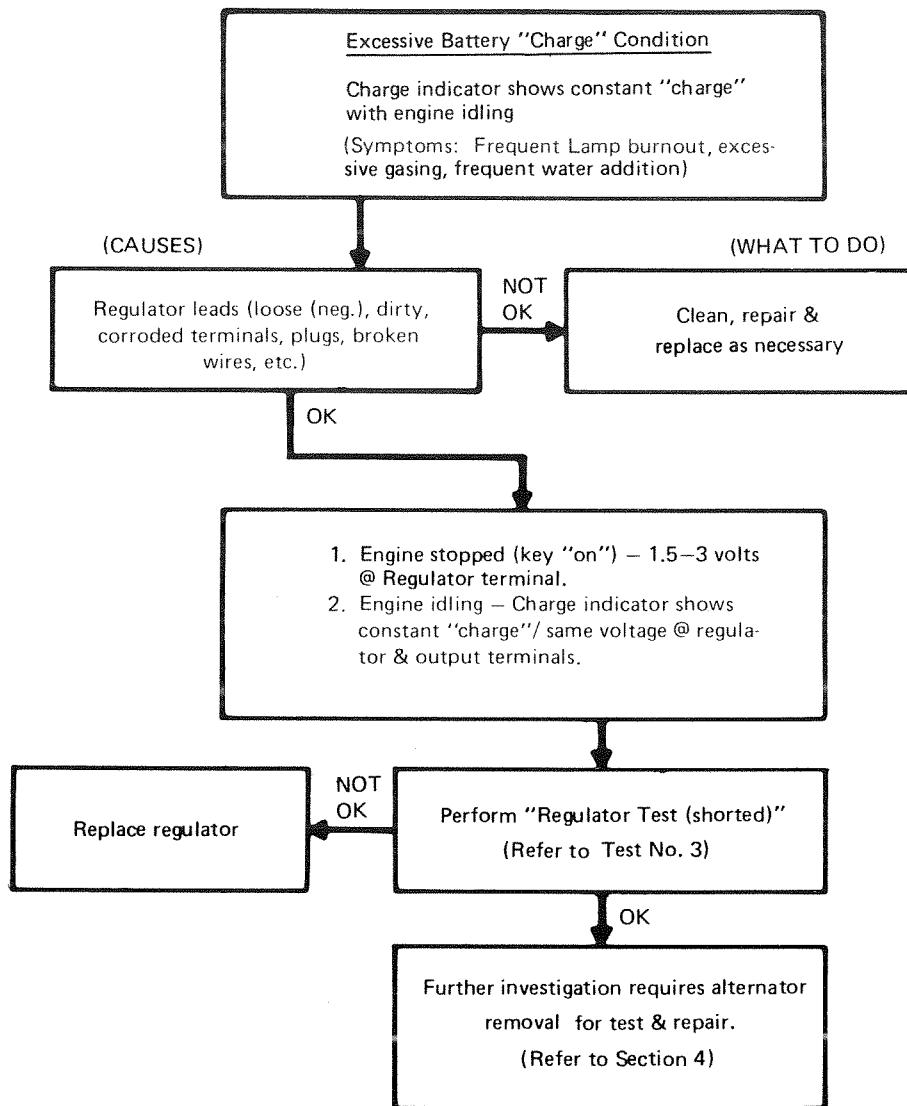 Excessive Battery "Charge" Condition
Charge indicator shows constant "charge"
with engine idling
(Symptoms: Frequent Lamp burnout, exces-
sive gasing, frequent water addition)
(CAUSES)
(WHAT TO DO)
Regulator leads (loose (neg.), dirty,
corroded terminals, plugs, broken
wires, etc.)
NOT
OK
Clean, repair &
replace as necessary
OK
1. Engine stopped (key "on") – 1.5–3 volts
@ Regulator terminal.
2. Engine idling – Charge indicator shows
constant "charge"/ same voltage @ regula-
tor & output terminals.
Replace regulator
NOT
OK
Perform "Regulator Test (shorted)"
(Refer to Test No. 3)
OK
Further investigation requires alternator
removal for test & repair.
(Refer to Section 4)